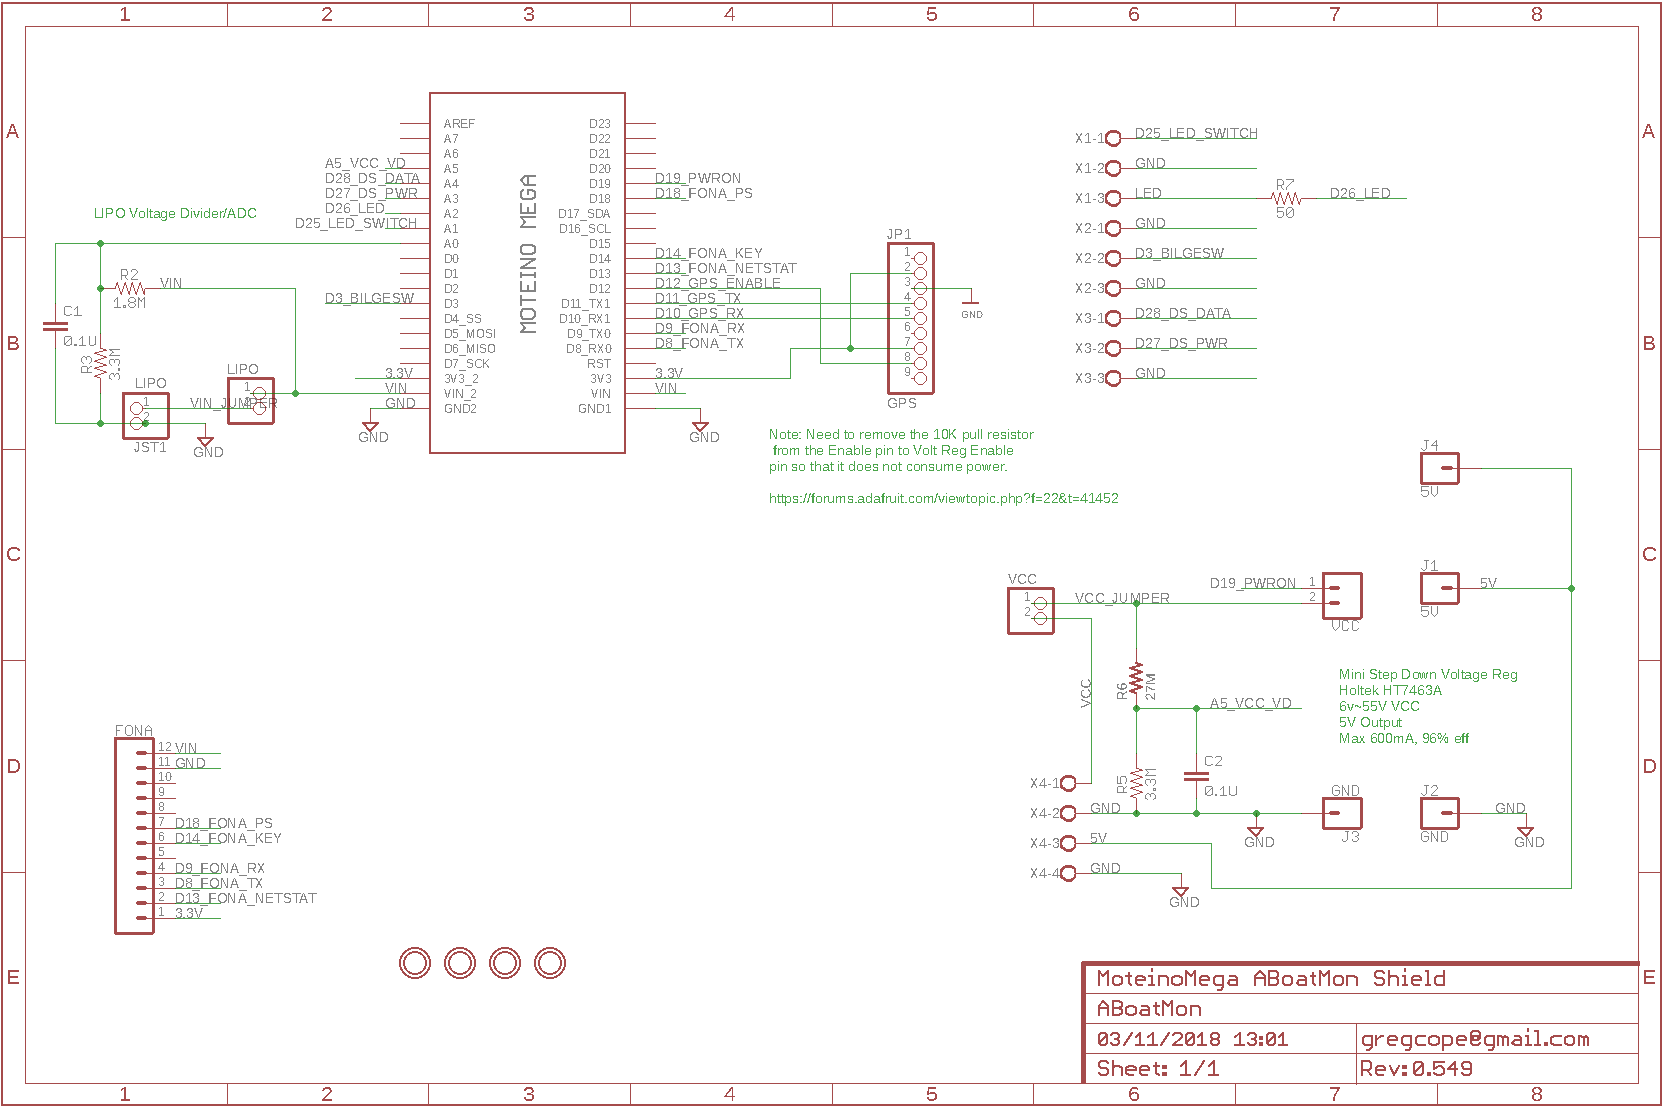 1 2 3 4 5 6 7 8
A
A
B
B
C
C
D
D
E
E
LIPO Voltage Divider/ADC
A5_VCC_VD
D28_DS_DATA
D27_DS_PWR
D26_LED
D25_LED_SWITCH
D3_BILGESW
3.3V
VIN
GND
GND
AREF
A7
A6
A5
A4
A3
A2
A1
A0
D0
D1
D2
D3
D4_SS
D5_MOSI
D6_MISO
D7_SCK
3V3_2
VIN_2
GND2
MOTEINO MEGA
D23
D22
D21
D20
D19
D18
D17_SDA
D16_SCL
D15
D14
D13
D12
D11_TX1
D10_RX1
D9_TX0
D8_RX0
RST
3V3
VIN
GND1
D19_PWRON
D18_FONA_PS
D14_FONA_KEY
D13_FONA_NETSTAT
D12_GPS_ENABLE
D11_GPS_TX
D10_GPS_RX
D9_FONA_RX
D8_FONA_TX
3.3V
VIN
GND
R2
1.8M
VIN
C1
0.1U
R3
3.3M
LIPO
1
2
JST1
VIN_JUMPER
GND
LIPO
1
2
JP1
1
2
3
4
5
6
7
8
9
GPS
GND
X1-1 D25_LED_SWITCH
X1-2 GND
X1-3 LED
R7
50
D26_LED
X2-1 GND
X2-2 D3_BILGESW
X2-3 GND
X3-1 D28_DS_DATA
X3-2 D27_DS_PWR
X3-3 GND
Note: Need to remove the 10K pull resistor
from the Enable pin to Volt Reg Enable
pin so that it does not consume power.
https://forums.adafruit.com/viewtopic.php?f=22&t=41452
J4
5V
J1
5V
5V
VCC
1
2
VCC_JUMPER
D19_PWRON
1
2
VCC
VCC
R6
27M
A5_VCC_VD
R5
3.3M
C2
0.1U
Mini Step Down Voltage Reg
Holtek HT7463A
6v~55V VCC
5V Output
Max 600mA, 96% eff
X4-1
X4-2 GND
X4-3 5V
X4-4 GND
GND
GND
GND
J3
J2
GND
GND
GND
FONA
12 VIN
11 GND
10
9
8
7 D18_FONA_PS
6 D14_FONA_KEY
5
4 D9_FONA_RX
3 D8_FONA_TX
2 D13_FONA_NETSTAT
1 3.3V
MoteinoMega ABoatMon Shield
ABoatMon
03/11/2018 13:01
gregcope@gmail.com
Sheet: 1/1
Rev:0.549
1 2 3 4 5 6 7 8